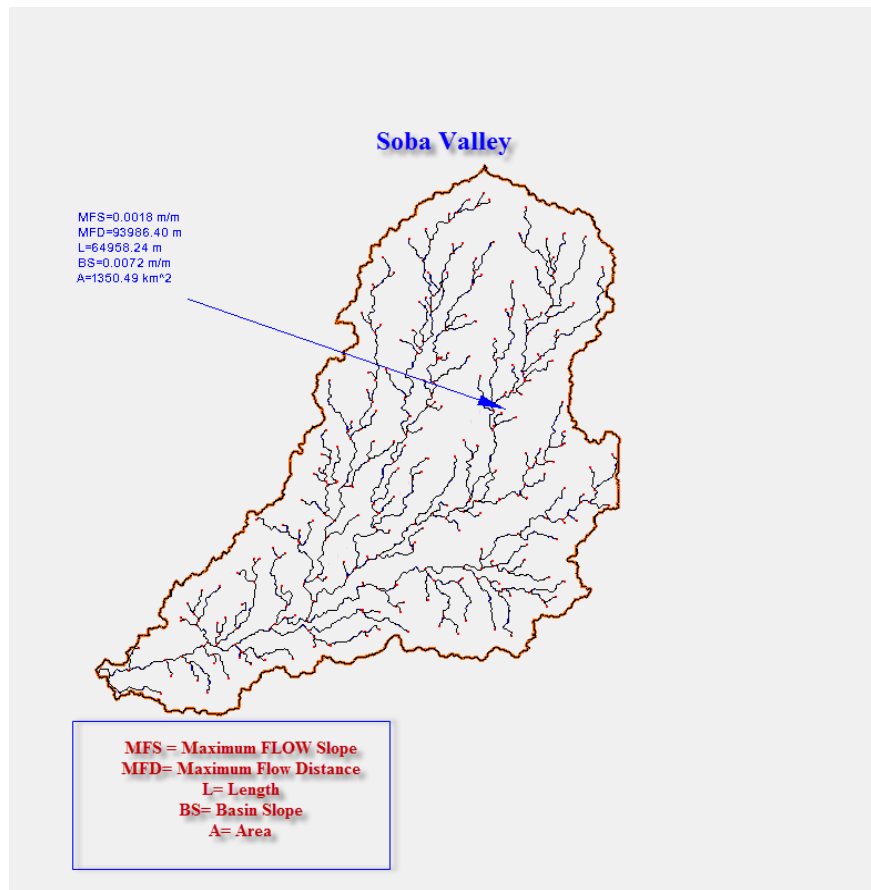 Soba Valley
MFS=0.0018 m/m
MFD=93986.40 m
L=64958.24 m
BS=0.0072 m/m
A=1350.49 km^2
MFS = Maximum FLOW Slope
MFD= Maximum Flow Distance
L= Length
BS= Basin Slope
A= Area